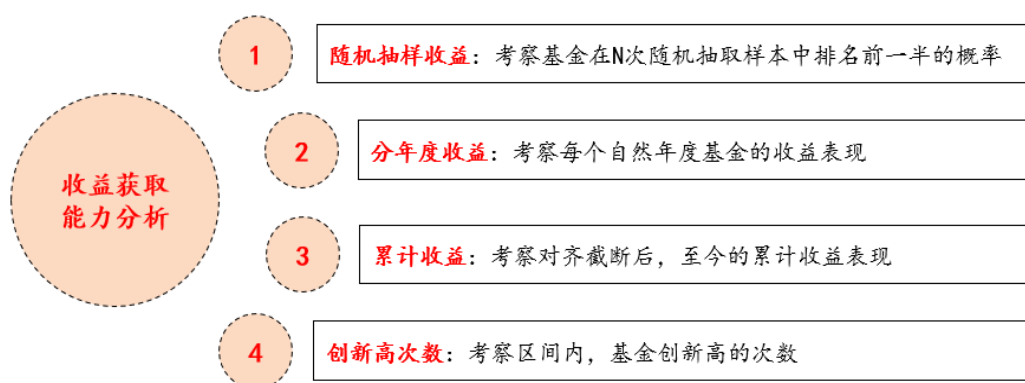 收益获取
能力分析
1
随机抽样收益：考察基金在N次随机抽取样本中排名前一半的概率
2
分年度收益：考察每个自然年度基金的收益表现
3
累计收益：考察对齐截断后，至今的累计收益表现
4
创新高次数：考察区间内，基金创新高的次数